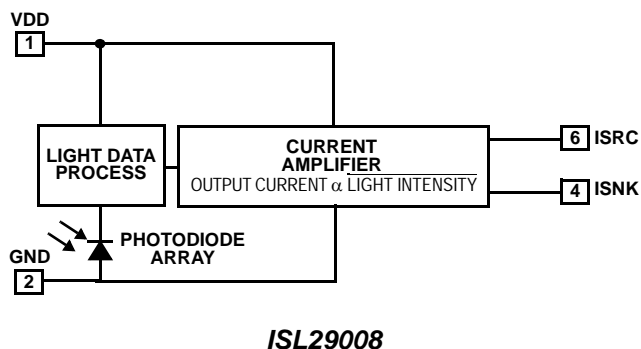 VDD
1
LIGHT DATA
PROCESS
CURRENT
AMPLIFIER
OUTPUT CURRENT α LIGHT INTENSITY
6 ISRC
4 ISNK
PHOTODIODE
ARRAY
GND
2
ISL29008